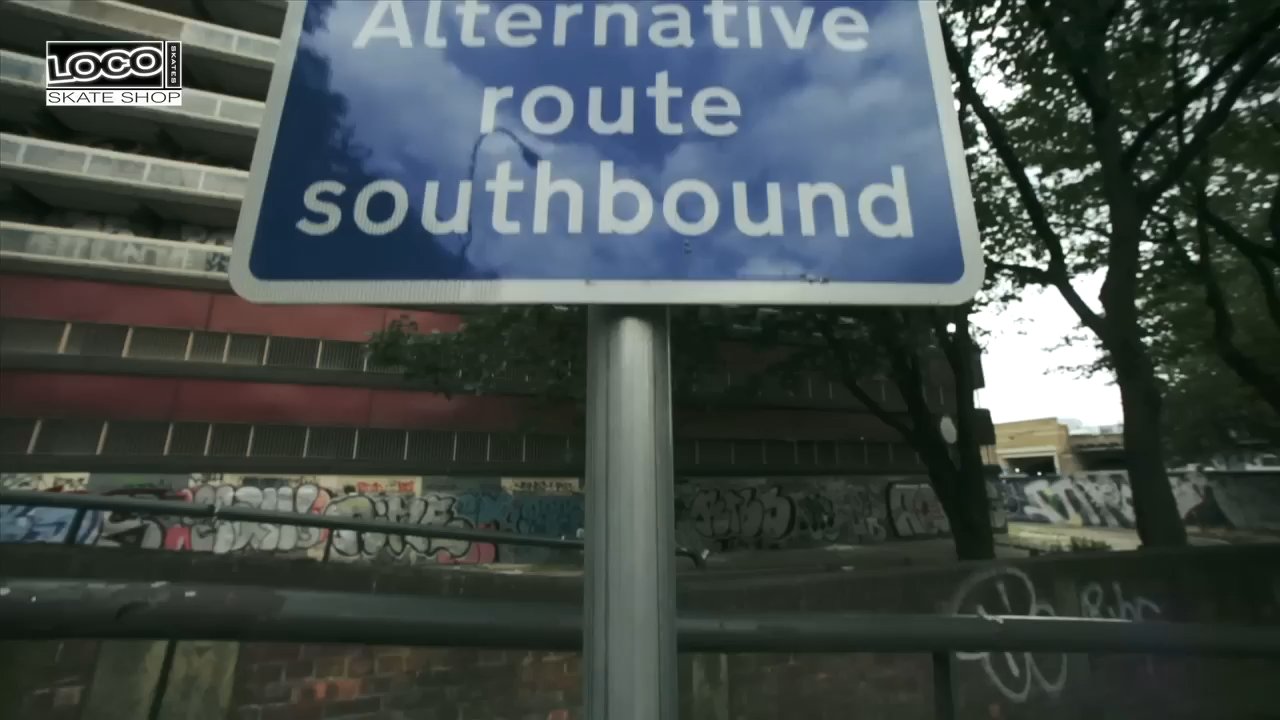 LOCO
SKATES
SKATE SHOP
Alternative
route
southbound